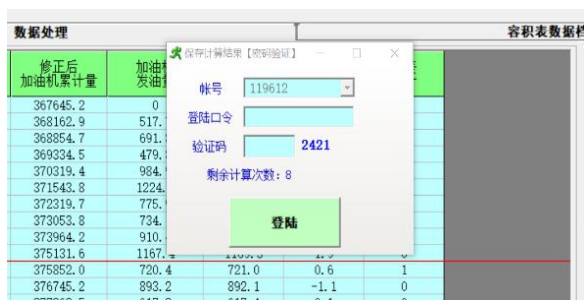 数据处理 容积表数据档
保存计算结果【密码验证】
修正后
加油机累计量
加油
发油
帐号 119612
登陆口令
验证码 2421
剩余计算次数：8
登陆
367645.2 0
368162.9 517.
368854.7 691.
369334.5 479.
370319.4 984.
371543.8 1224.
372319.7 775.
373053.8 734.
373964.2 910.
375131.6 1167.4
375852.0 720.4 721.0 0.6 1
376745.2 893.2 892.1 -1.1 0